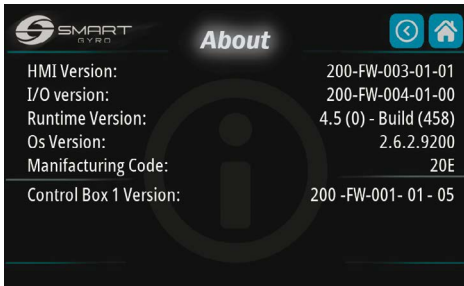 SMART
GYRO
About
HMI Version: 200-FW-003-01-01
I/O version: 200-FW-004-01-00
Runtime Version: 4.5 (0) - Build (458)
Os Version: 2.6.2.9200
Manifacturing Code: 20E
Control Box 1 Version: 200 -FW-001- 01 - 05